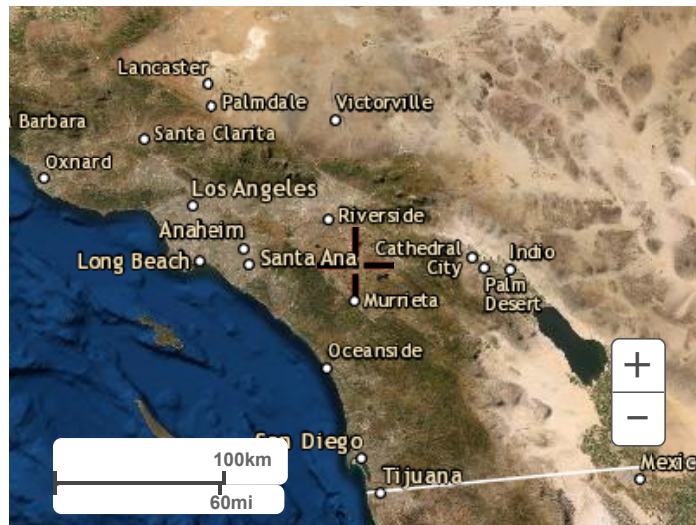 Lancaster
Palmdale
Victorville
Barbara
Santa Clarita
Oxnard
Los Angeles
Riverside
Anaheim
Cathedral
City
Indio
Long Beach
Santa Ana
Palm
Desert
Murrieta
Oceanside
+
−
San Diego
100km
Mexic
Tijuana
60mi